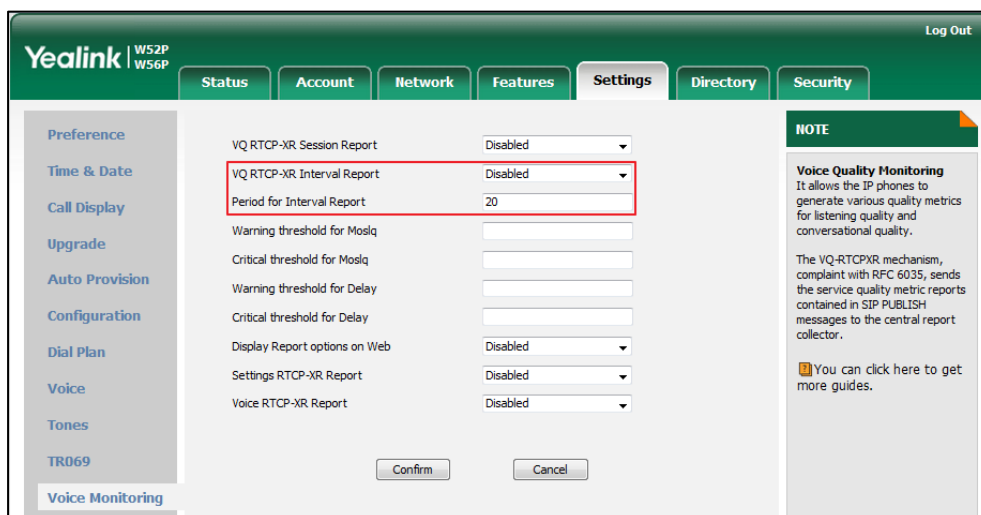 Log Out
Yealink | W52P
W56P
Status Account Network Features Settings Directory Security
Preference
Time & Date
Call Display
Upgrade
Auto Provision
Configuration
Dial Plan
Voice
Tones
TR069
Voice Monitoring
VQ RTCP-XR Session Report Disabled
VQ RTCP-XR Interval Report Disabled
Period for Interval Report 20
Warning threshold for Moslq
Critical threshold for Moslq
Warning threshold for Delay
Critical threshold for Delay
Display Report options on Web Disabled
Settings RTCP-XR Report Disabled
Voice RTCP-XR Report Disabled
Confirm Cancel
NOTE
Voice Quality Monitoring
It allows the IP phones to
generate various quality metrics
for listening quality and
conversational quality.
The VQ-RTCPXR mechanism,
complaint with RFC 6035, sends
the service quality metric reports
contained in SIP PUBLISH
messages to the central report
collector.
You can click here to get
more guides.